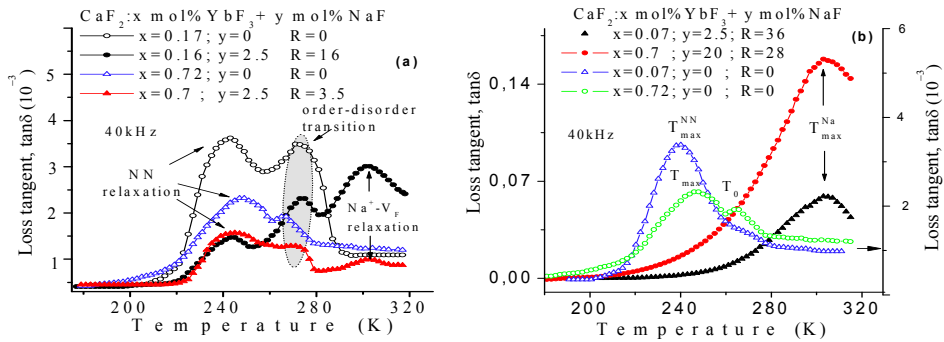 CaF2:x mol%YbF3+ y mol%NaF
x=0.17; y=0 R=0
x=0.16; y=2.5 R=16
x=0.72; y=0 R=0
x=0.7 ; y=2.5 R=3.5
(a)
order-disorder
transition
40kHz
NN
relaxation
Na+-VF
relaxation
Loss tangent, tanδ (10-3)
6
5
4
3
2
1
200
240
280
320
Temperature (K)
CaF2:x mol%YbF3+ y mol%NaF
x=0.07; y=2.5; R=36
x=0.7; y=20 ; R=28
x=0.07; y=0 ; R=0
x=0.72; y=0 ; R=0
(b)
40kHz
TNNmax
Tmax
T0
TNamax
Loss tangent, tanδ
0,14
0,07
0,00
200
240
280
320
Temperature (K)
6
5
4
3
2
1
0
Loss tangent, tanδ (10-3)